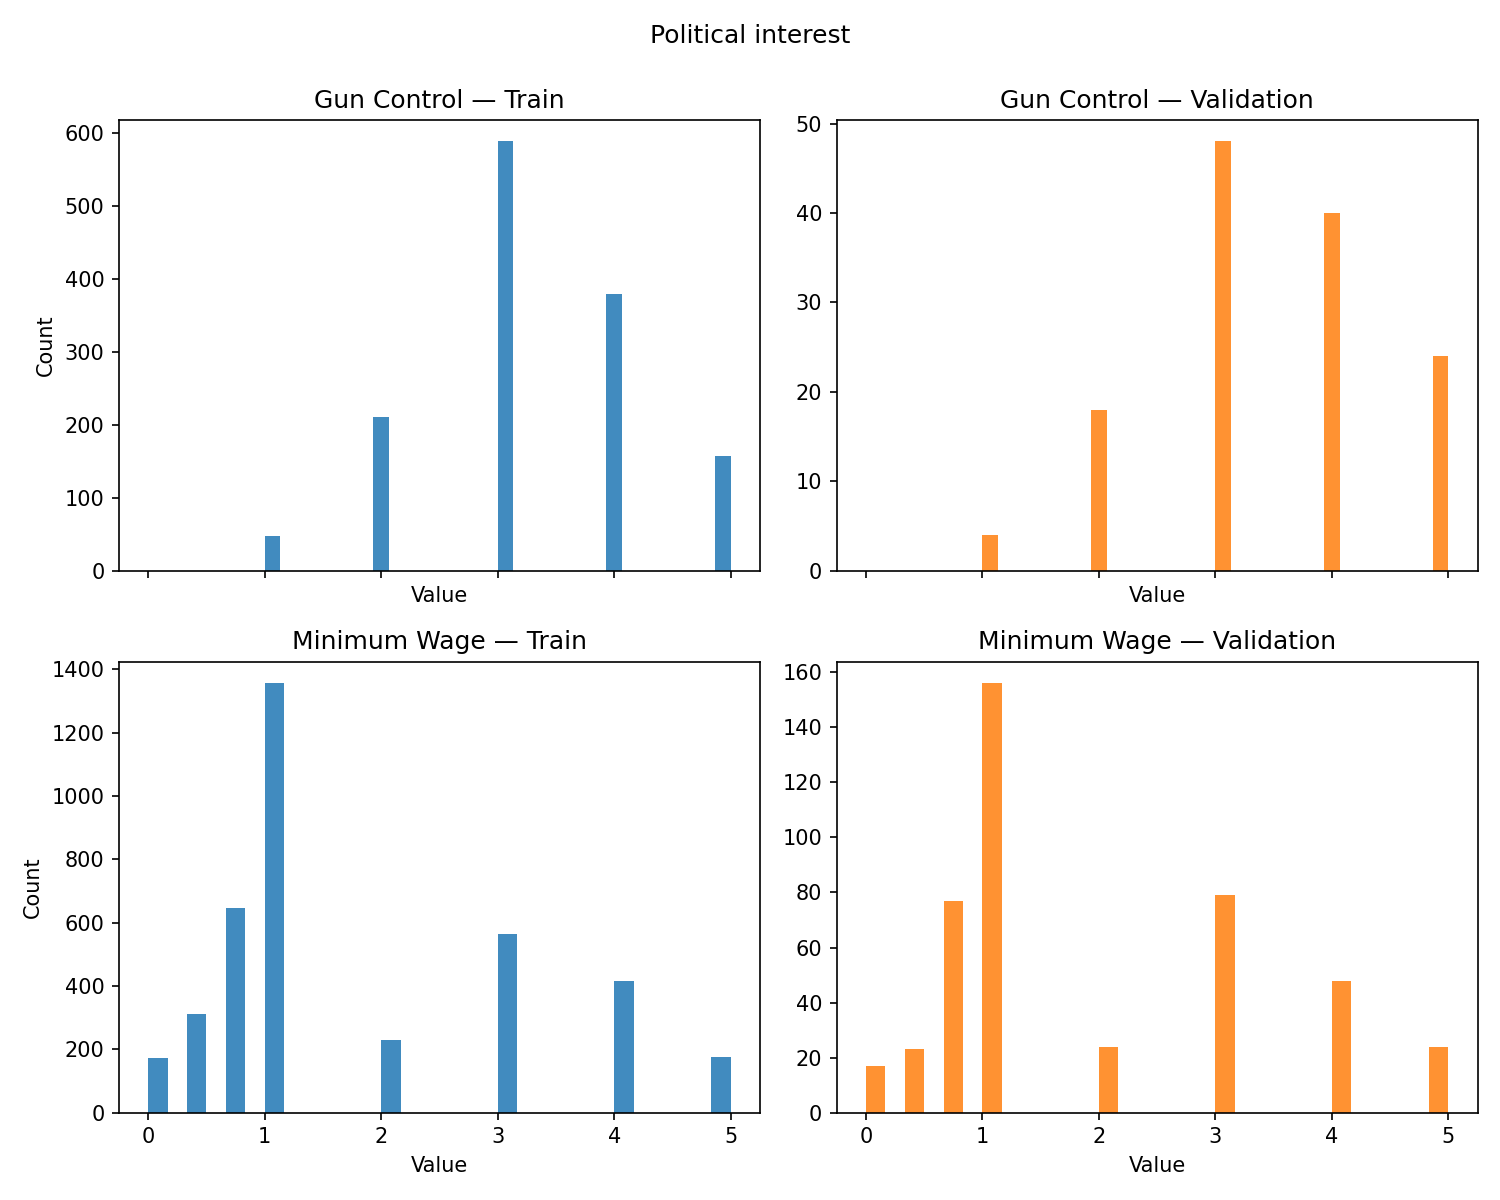 Political interest
Gun Control — Train
Gun Control — Validation
600
500
400
300
200
100
0
Count
Value
50
40
30
20
10
0
Value
Minimum Wage — Train
Minimum Wage — Validation
1400
1200
1000
800
600
400
200
0
Count
0 1 2 3 4 5
Value
160
140
120
100
80
60
40
20
0
0 1 2 3 4 5
Value